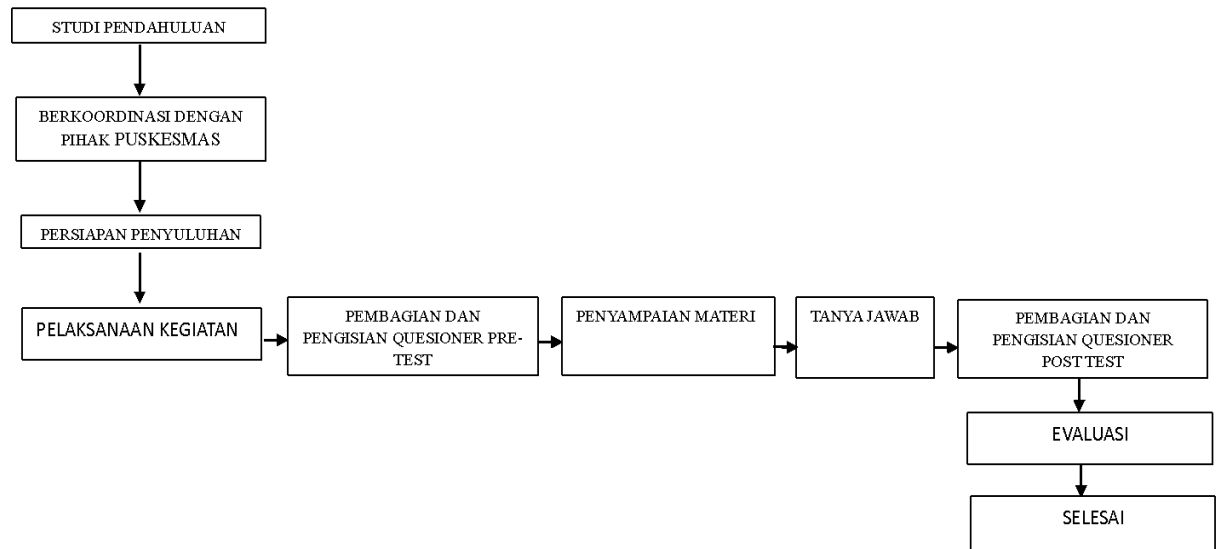 STUDI PENDAHULUAN
BERKOORDINASI DENGAN
PIHAK PUSKESMAS
PERSIAPAN PENYULUHAN
PELAKSANAAN KEGIATAN
PEMBAGIAN DAN
PENGISIAN QUESIONER PRE-
TEST
PENYAMPAIAN MATERI
TANYA JAWAB
PEMBAGIAN DAN
PENGISIAN QUESIONER
POST TEST
EVALUASI
SELESAI